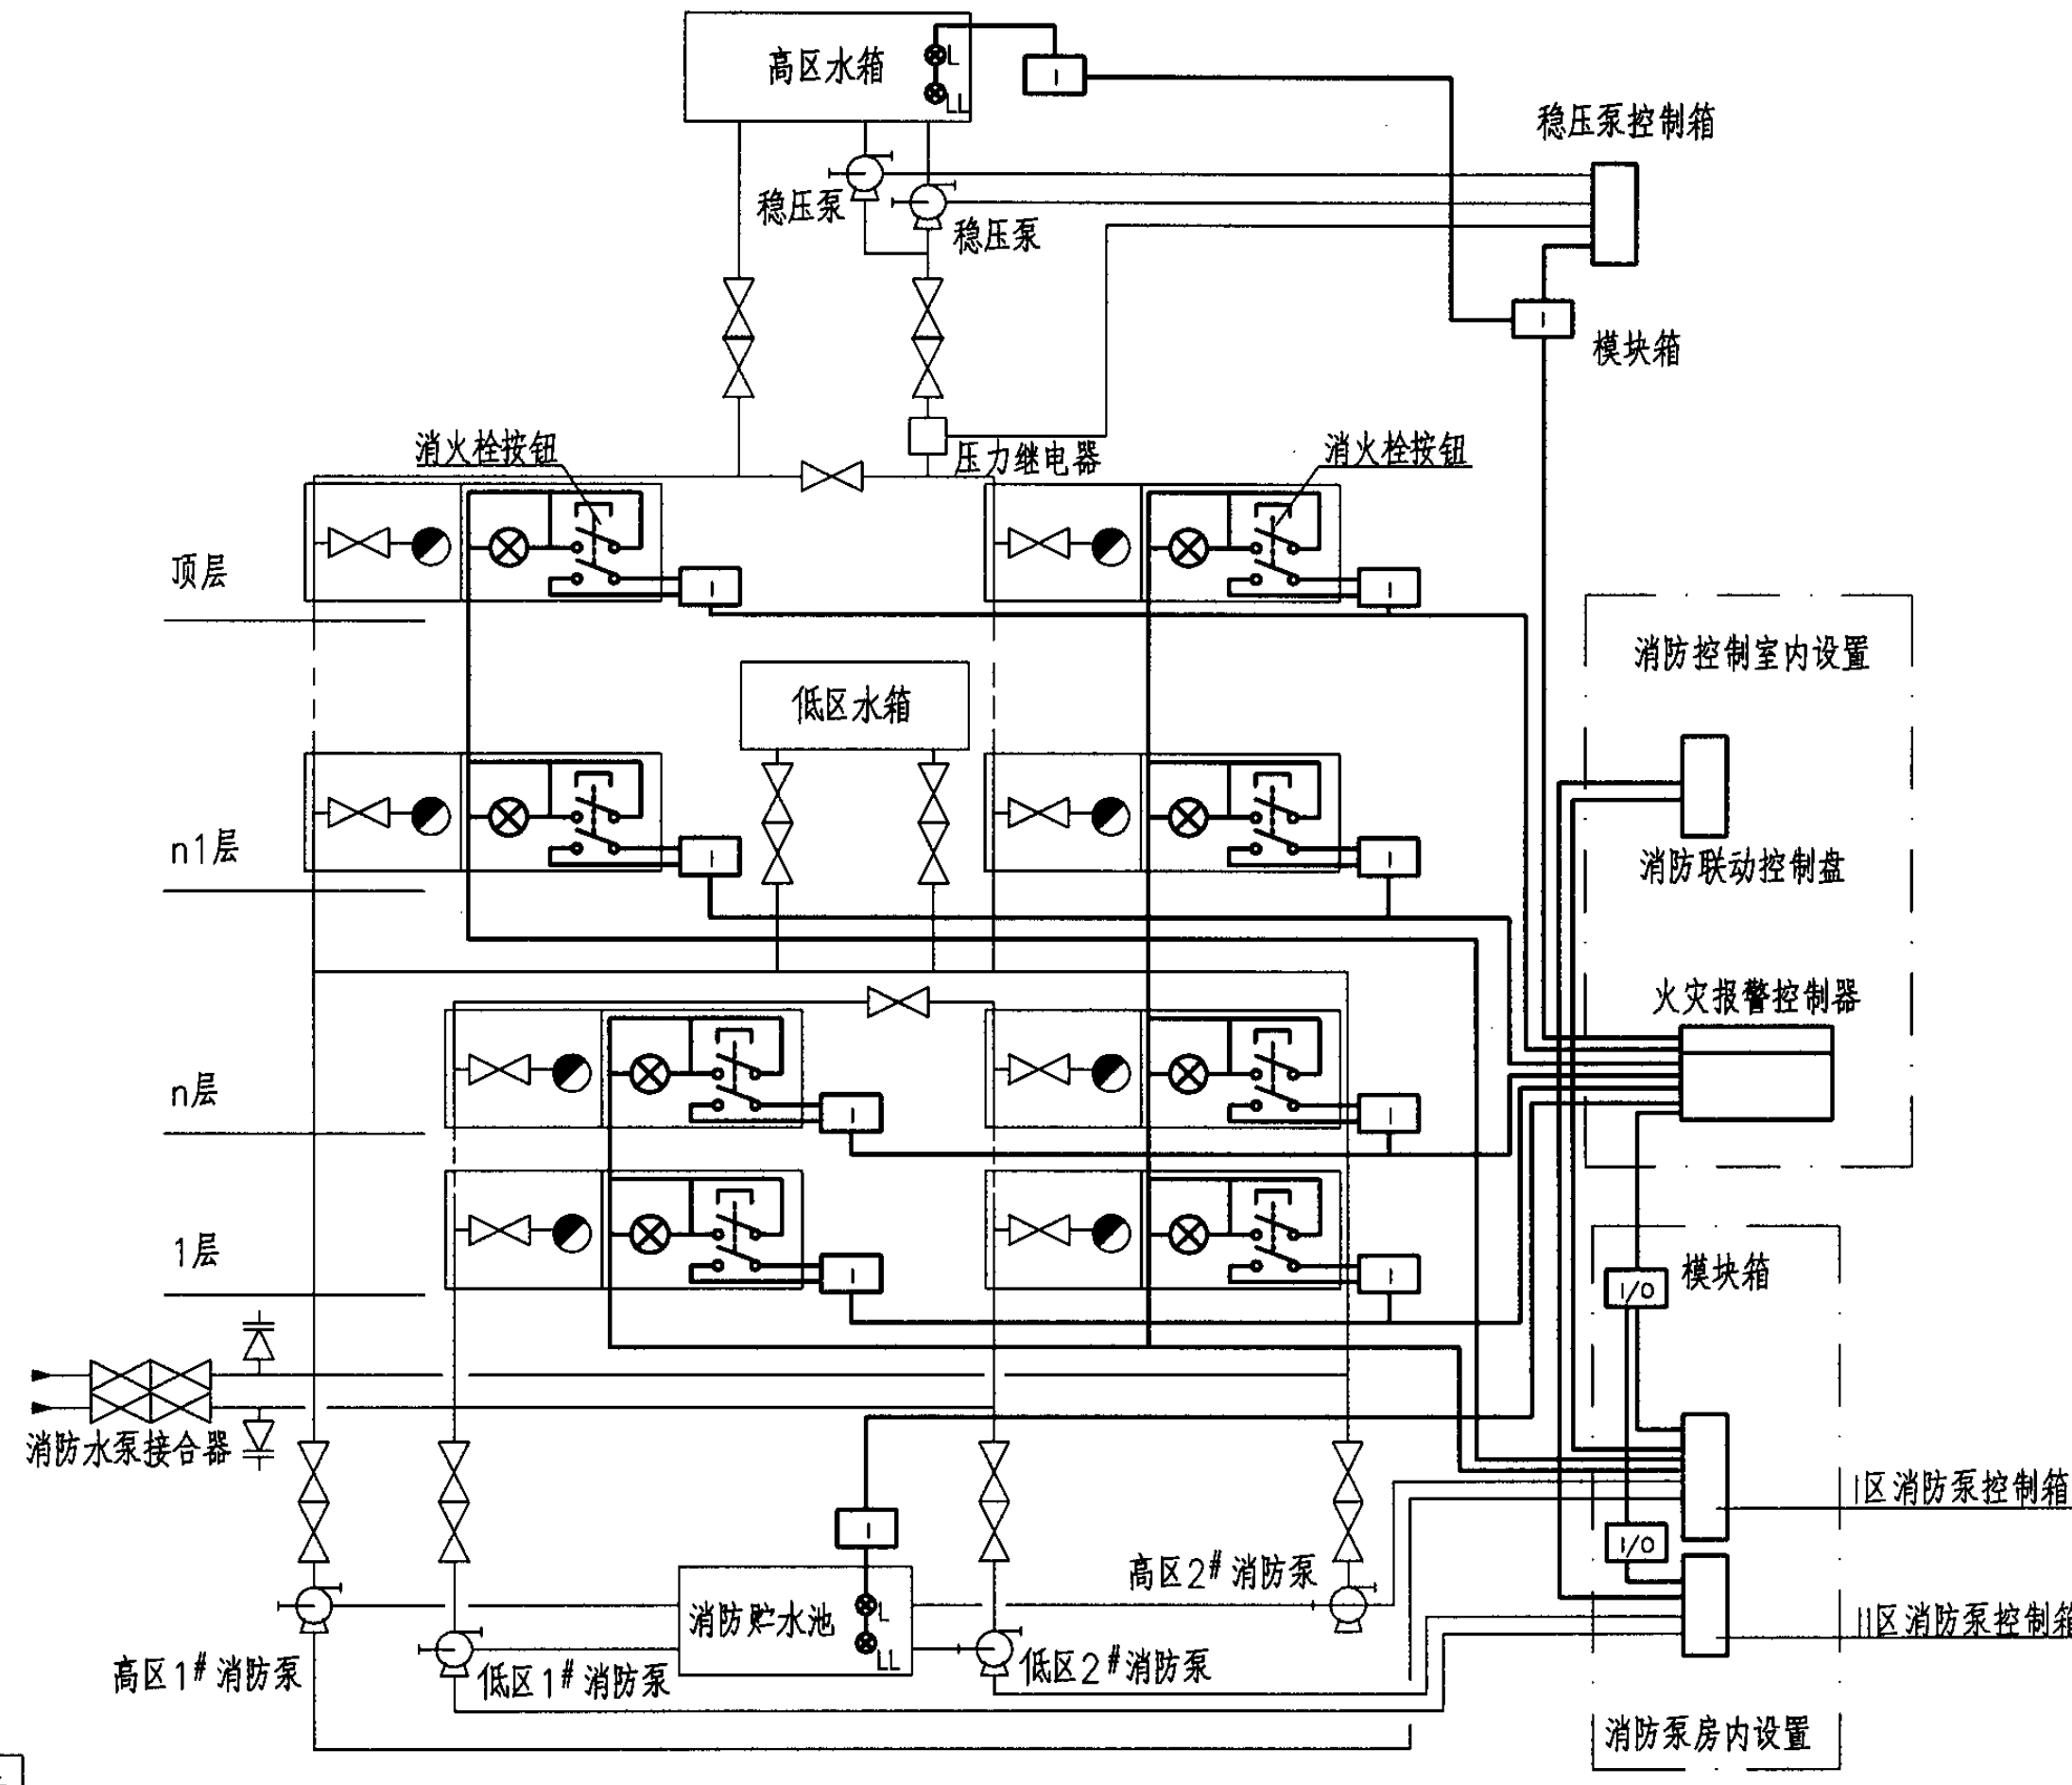 高区水箱
L
LL
I
稳压泵控制箱
稳压泵
稳压泵
I
模块箱
消火栓按钮
压力继电器
消火栓按钮
顶层
I
I
消防控制室内设置
低区水箱
n1层
I
I
消防联动控制盘
火灾报警控制器
n层
I
I
1层
I
I
模块箱
I/O
消防水泵接合器
I
I区消防泵控制箱
I/O
高区2#消防泵
消防贮水池
L
LL
II区消防泵控制箱
高区1#消防泵
低区1#消防泵
低区2#消防泵
消防泵房内设置